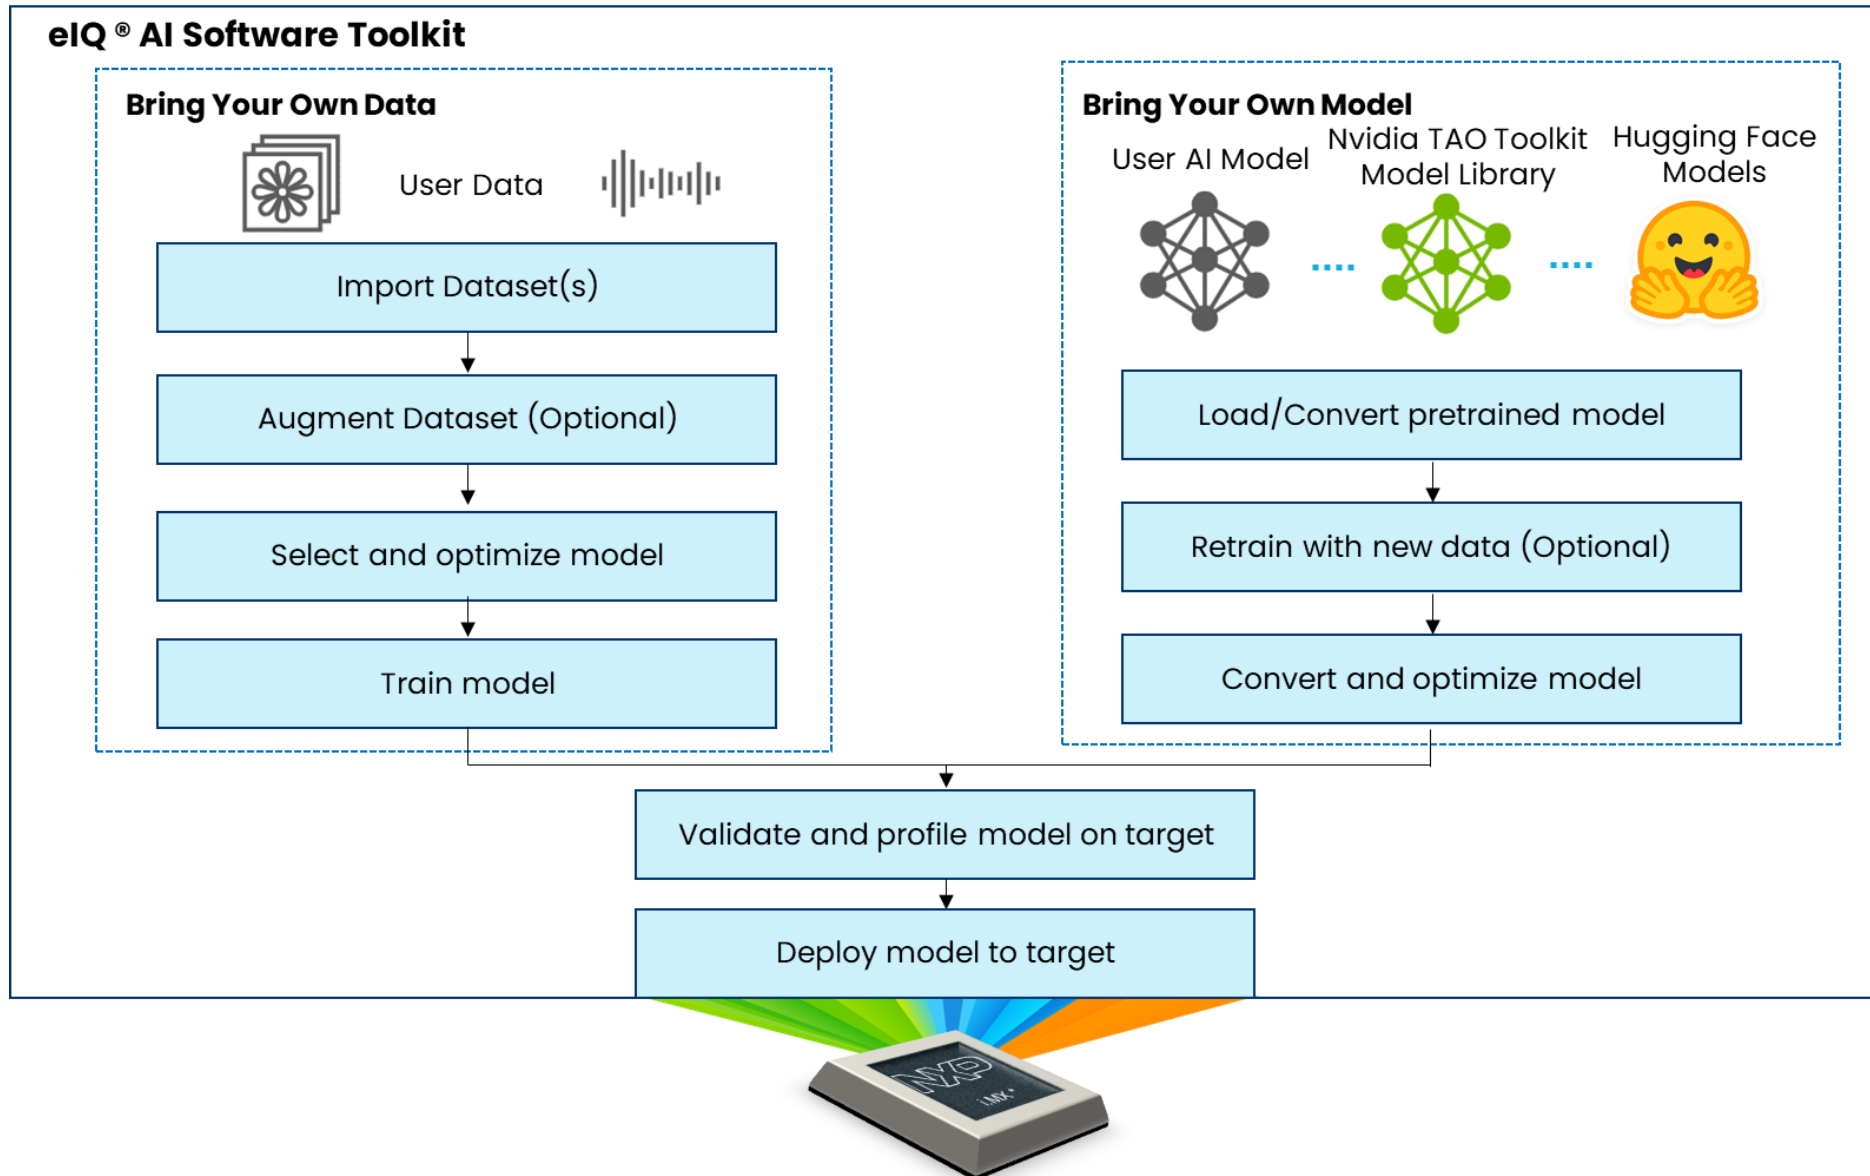 eIQ ® AI Software Toolkit
Bring Your Own Data
User Data
Import Dataset(s)
Augment Dataset (Optional)
Select and optimize model
Train model
Bring Your Own Model
User AI Model
Nvidia TAO Toolkit
Model Library
Hugging Face
Models
Load/Convert pretrained model
Retrain with new data (Optional)
Convert and optimize model
Validate and profile model on target
Deploy model to target
NXP
i.MX